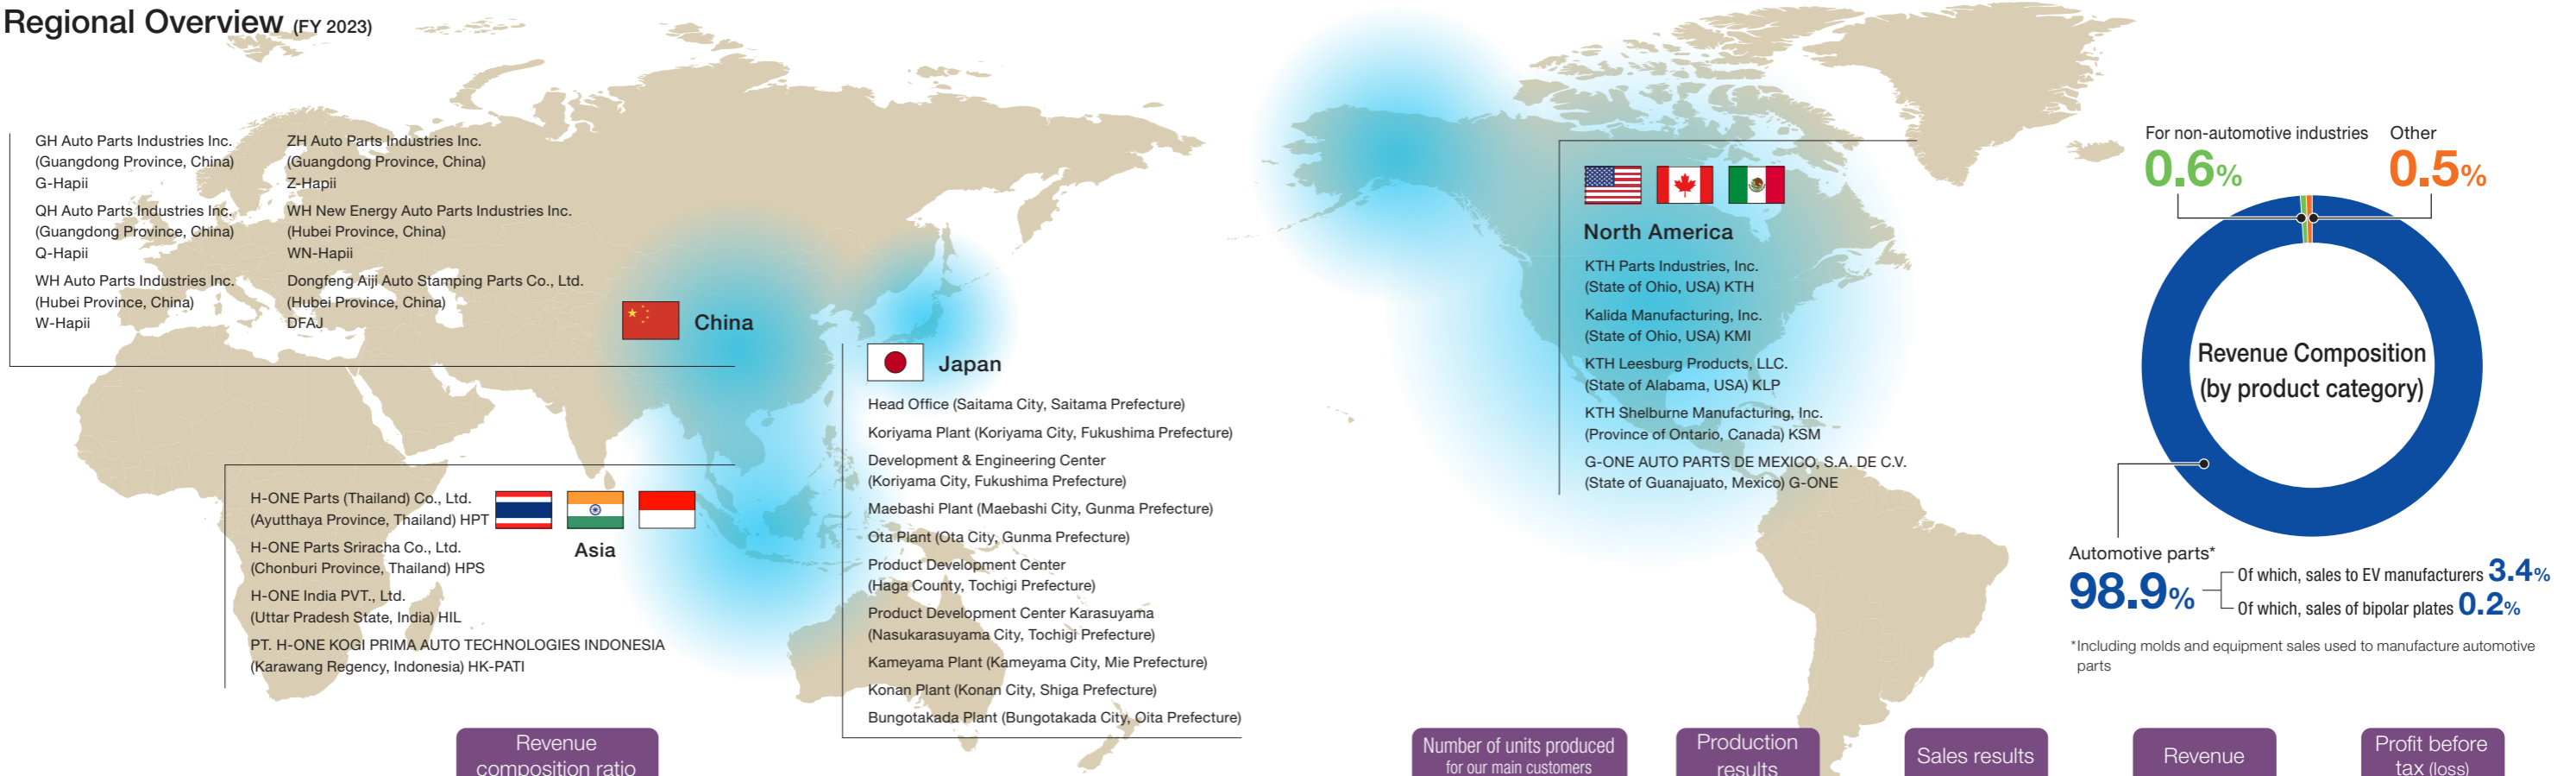 Regional Overview (FY 2023)
GH Auto Parts Industries Inc.
(Guangdong Province, China)
G-Hapii
QH Auto Parts Industries Inc.
(Guangdong Province, China)
Q-Hapii
WH Auto Parts Industries Inc.
(Hubei Province, China)
W-Hapii
ZH Auto Parts Industries Inc.
(Guangdong Province, China)
Z-Hapii
WH New Energy Auto Parts Industries Inc.
(Hubei Province, China)
WN-Hapii
Dongfeng Aiji Auto Stamping Parts Co., Ltd.
(Hubei Province, China)
DFAJ
China
H-ONE Parts (Thailand) Co., Ltd.
(Ayutthaya Province, Thailand) HPT
H-ONE Parts Sriracha Co., Ltd.
(Chonburi Province, Thailand) HPS
H-ONE India PVT., Ltd.
(Uttar Pradesh State, India) HIL
PT. H-ONE KOGI PRIMA AUTO TECHNOLOGIES INDONESIA
(Karawang Regency, Indonesia) HK-PATI
Asia
Japan
Head Office (Saitama City, Saitama Prefecture)
Koriyama Plant (Koriyama City, Fukushima Prefecture)
Development & Engineering Center
(Koriyama City, Fukushima Prefecture)
Maebashi Plant (Maebashi City, Gunma Prefecture)
Ota Plant (Ota City, Gunma Prefecture)
Product Development Center
(Haga County, Tochigi Prefecture)
Product Development Center Karasuyama
(Nasukarasuyama City, Tochigi Prefecture)
Kameyama Plant (Kameyama City, Mie Prefecture)
Konan Plant (Konan City, Shiga Prefecture)
Bungotakada Plant (Bungotakada City, Oita Prefecture)
North America
KTH Parts Industries, Inc.
(State of Ohio, USA) KTH
Kalida Manufacturing, Inc.
(State of Ohio, USA) KMI
KTH Leesburg Products, LLC.
(State of Alabama, USA) KLP
KTH Shelburne Manufacturing, Inc.
(Province of Ontario, Canada) KSM
G-ONE AUTO PARTS DE MEXICO, S.A. DE C.V.
(State of Guanajuato, Mexico) G-ONE
For non-automotive industries
0.6%
Other
0.5%
Revenue Composition
(by product category)
Automotive parts*
98.9%
Of which, sales to EV manufacturers 3.4%
Of which, sales of bipolar plates 0.2%
*Including molds and equipment sales used to manufacture automotive
parts
Revenue
composition ratio
Number of units produced
for our main customers
Production
results
Sales results
Revenue
Profit before
tax (loss)